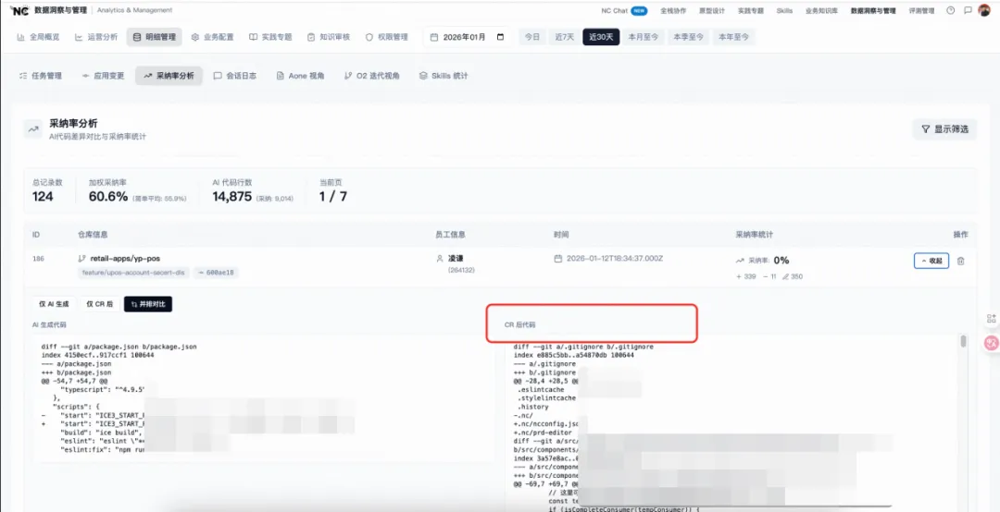 NC 数据洞察与管理 Analytics & Management NC Chat NEW 全栈协作 原型设计 实践专题 Skills 业务知识库 数据洞察与管理 评测管理
全局概览 运营分析 明细管理 业务配置 实践专题 知识审核 权限管理 2026年01月 今日 近7天 近30天 本月至今 本季至今 本年至今
任务管理 应用变更 采纳率分析 会话日志 Aone 视角 O2 迭代视角 Skills 统计
采纳率分析
AI代码差异对比与采纳率统计
显示筛选
总记录数 加权采纳率 AI 代码行数 当前页
124 60.6% (简单平均: 55.9%) 14,875 (采纳: 9,014) 1 / 7
ID 仓库信息 员工信息 时间 采纳率统计 操作
186 retail-apps/yp-pos 凌谦 2026-01-12T18:34:37.000Z 采纳率: 0% 收起
feature/upos-account-secert-dis 600ae18 (264132) + 339 − 11 350
仅 AI 生成 仅 CR 后 并排对比
AI 生成代码 CR 后代码
diff --git a/package.json b/package.json
index 4150ecf..917ccf1 100644
--- a/package.json
+++ b/package.json
@@ -54,7 +54,7 @@
"typescript": "^4.9.5"
},
"scripts": {
- "start": "ICE3_START_
+ "start": "ICE3_START_
"build": "ice build",
"eslint": "eslint \"*
"eslint:fix": "npm run
diff --git a/.gitignore b/.gitignore
index e885c5bb..a54870db 100644
--- a/.gitignore
+++ b/.gitignore
@@ -28,4 +28,5 @@
.eslintcache
.stylelintcache
.history
-.nc/
+.nc/ncconfig.jso
+.nc/prd-editor
diff --git a/src/
b/src/components/
index 3a57e8ac..
--- a/src/compone
+++ b/src/compone
@@ -69,7 +69,7 @@
// 这里可
const te
if (isCompleteConsumer(tempConsumer)) {